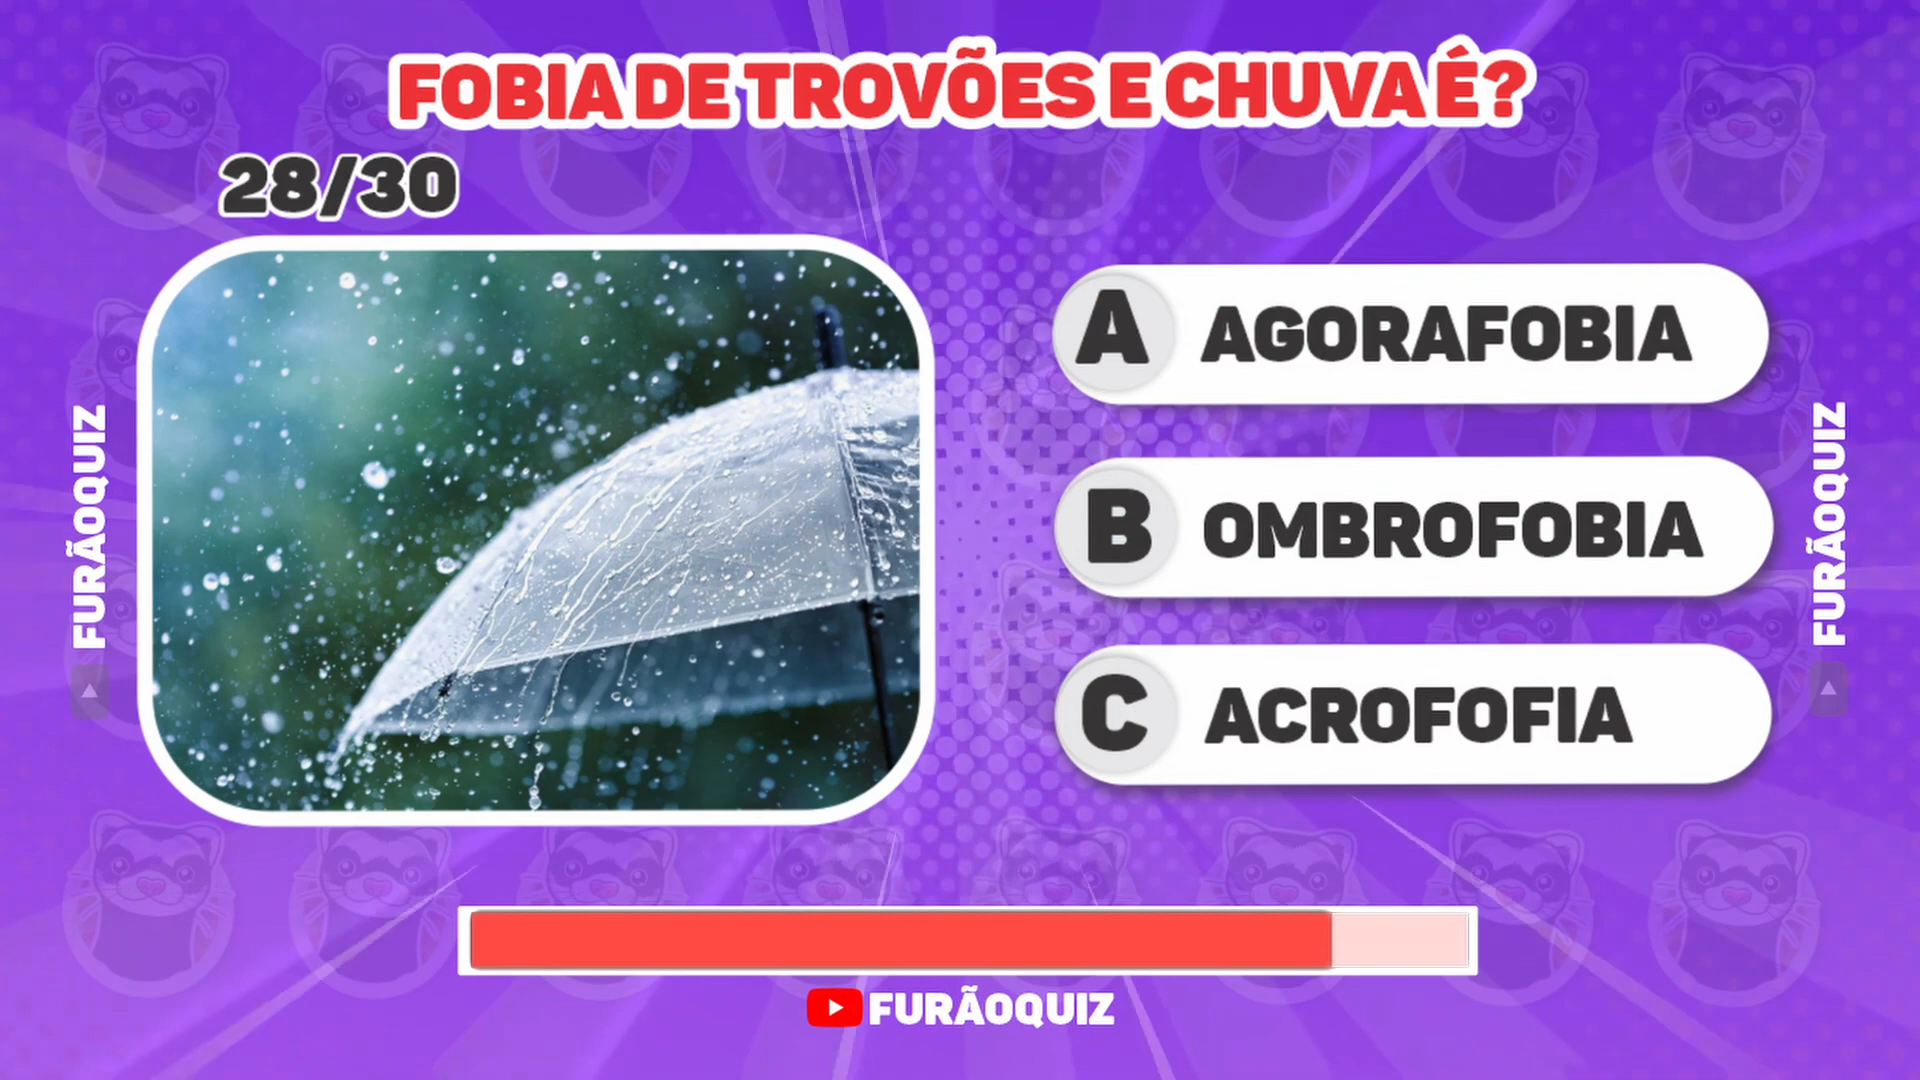 FOBIA DE TROVÕES E CHUVA É?
28/30
A AGORAFOBIA
B OMBROFOBIA
C ACROFOFIA
FURÃOQUIZ
FURÃOQUIZ
FURÃOQUIZ